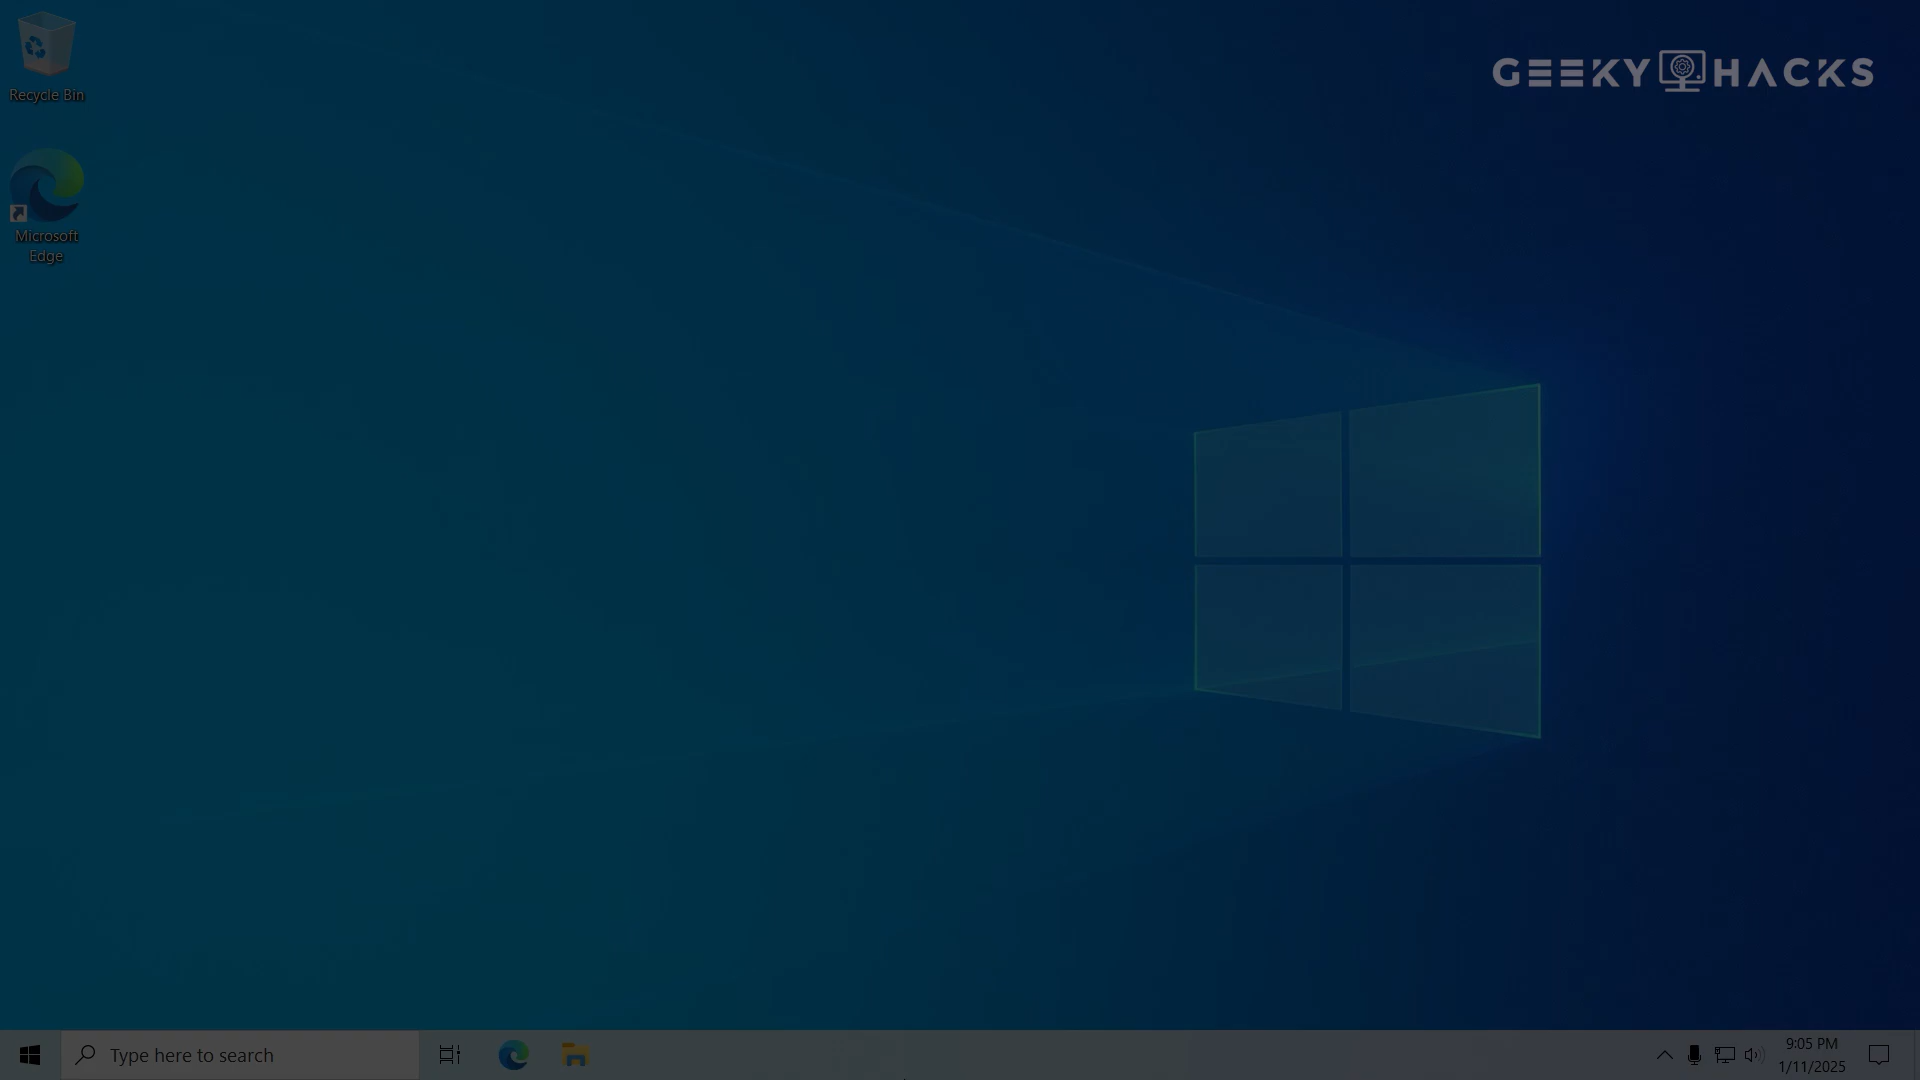 Recycle Bin
GEEKY HACKS
Microsoft
Edge
Type here to search
9:05 PM
1/11/2025